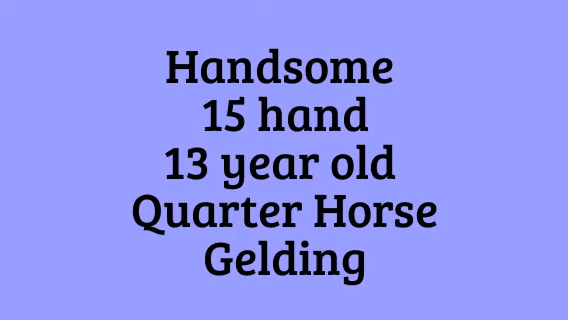 Handsome
15 hand
13 year old
Quarter Horse
Gelding